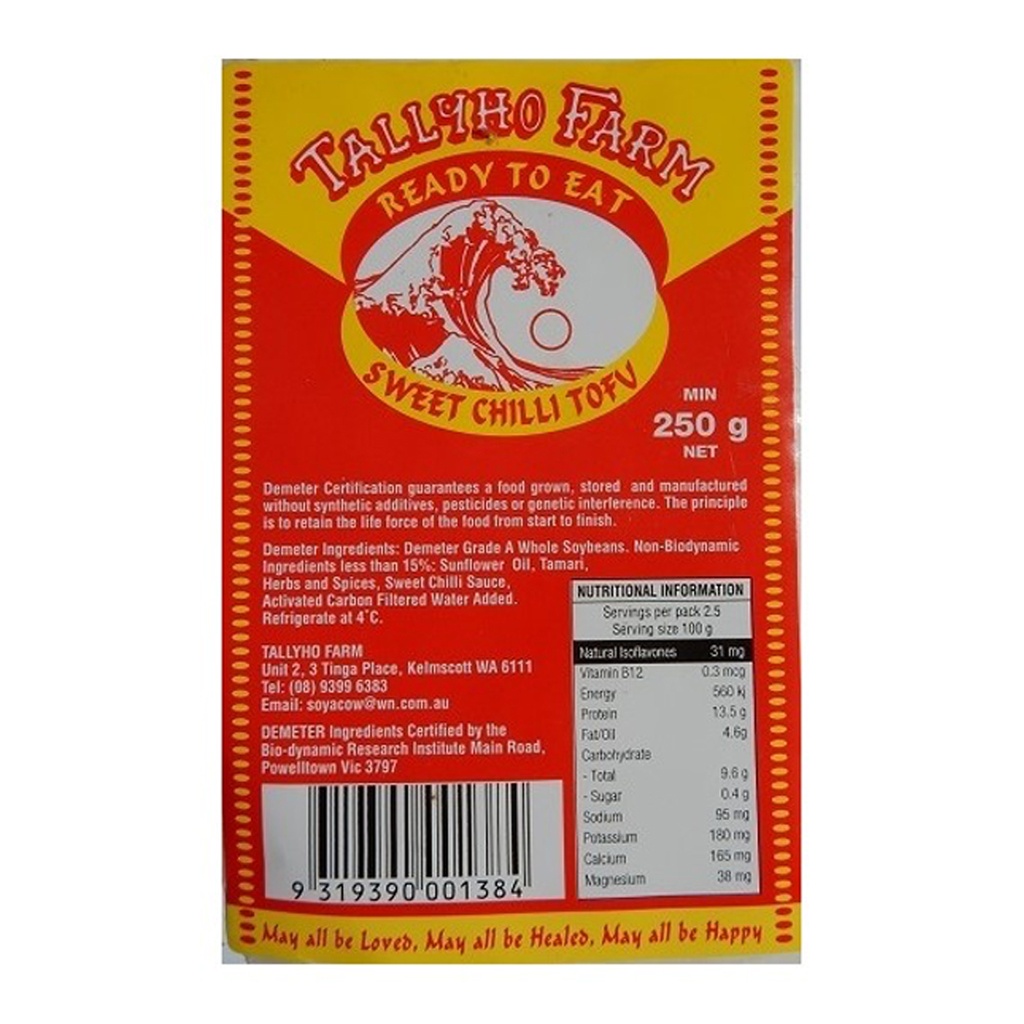 TALLYHO FARM
READY TO EAT
SWEET CHILLI TOFU
MIN
250 g
NET
Demeter Certification guarantees a food grown, stored and manufactured
without synthetic additives, pesticides or genetic interference. The principle
is to retain the life force of the food from start to finish.
Demeter Ingredients: Demeter Grade A Whole Soybeans. Non-Biodynamic
Ingredients less than 15%: Sunflower Oil, Tamari,
Herbs and Spices, Sweet Chilli Sauce,
Activated Carbon Filtered Water Added.
Refrigerate at 4°C.
TALLYHO FARM
Unit 2, 3 Tinga Place, Kelmscott WA 6111
Tel: (08) 9399 6383
Email: soyacow@wn.com.au
DEMETER Ingredients Certified by the
Bio-dynamic Research Institute Main Road,
Powelltown Vic 3797
NUTRITIONAL INFORMATION
Servings per pack 2.5
Serving size 100 g
Natural Isoflavones 31 mg
Vitamin B12 0.3 mcg
Energy 560 kj
Protein 13.5 g
Fat/Oil 4.6g
Carbohydrate
- Total 9.6 g
- Sugar 0.4 g
Sodium 95 mg
Potassium 180 mg
Calcium 165 mg
Magnesium 38 mg
9 319390 001384
May all be Loved, May all be Healed, May all be Happy